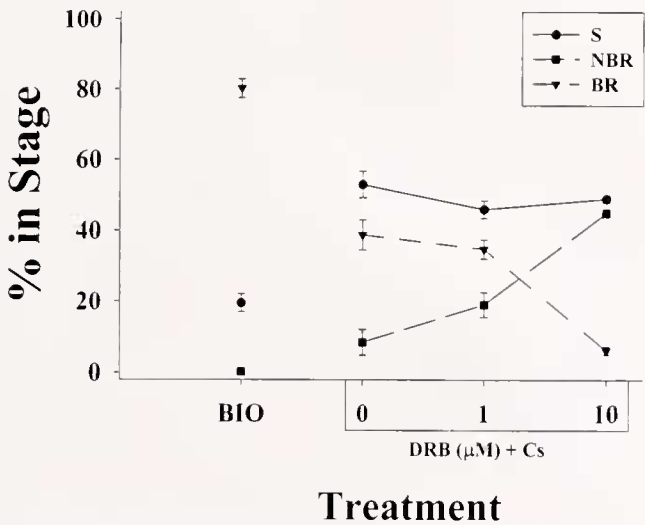 100
80
60
40
20
0
% in Stage
S
NBR
BR
BIO
0 1 10
DRB (μM) + Cs
Treatment